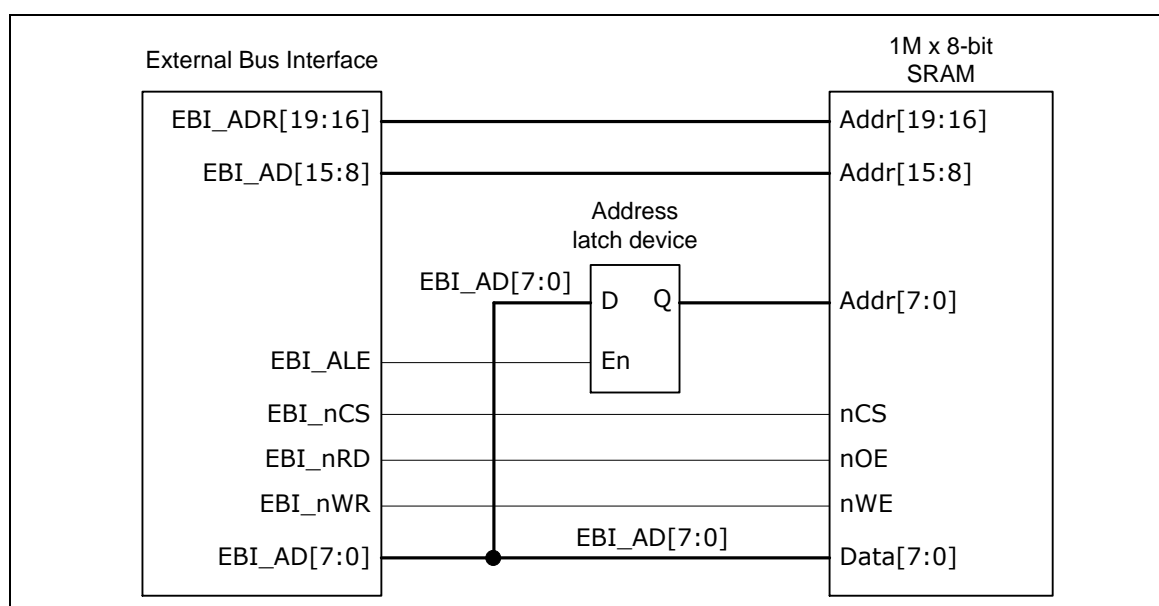 External Bus Interface
1M x 8-bit
SRAM
EBI_ADR[19:16]
Addr[19:16]
EBI_AD[15:8]
Addr[15:8]
Address
latch device
EBI_AD[7:0]
D
Q
Addr[7:0]
EBI_ALE
En
EBI_nCS
nCS
EBI_nRD
nOE
EBI_nWR
nWE
EBI_AD[7:0]
EBI_AD[7:0]
Data[7:0]